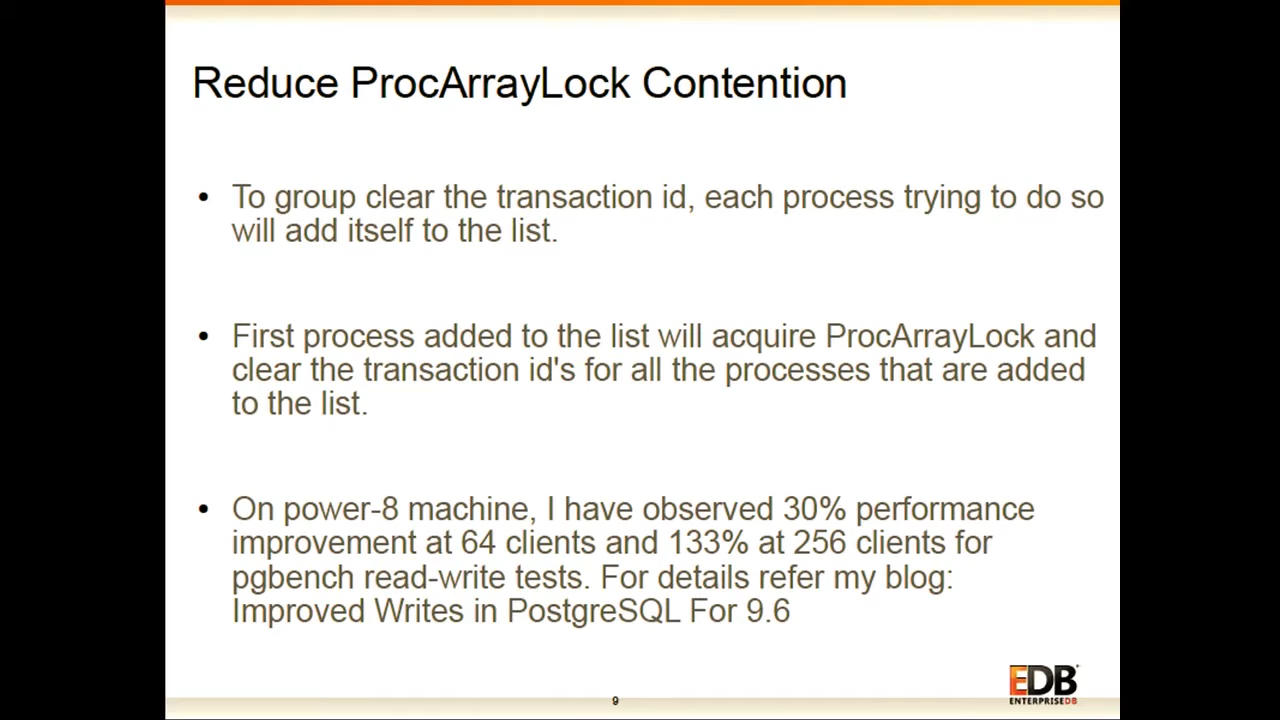 Reduce ProcArrayLock Contention
• To group clear the transaction id, each process trying to do so
will add itself to the list.
• First process added to the list will acquire ProcArrayLock and
clear the transaction id's for all the processes that are added
to the list.
• On power-8 machine, I have observed 30% performance
improvement at 64 clients and 133% at 256 clients for
pgbench read-write tests. For details refer my blog:
Improved Writes in PostgreSQL For 9.6
EDB
ENTERPRISEDB
9